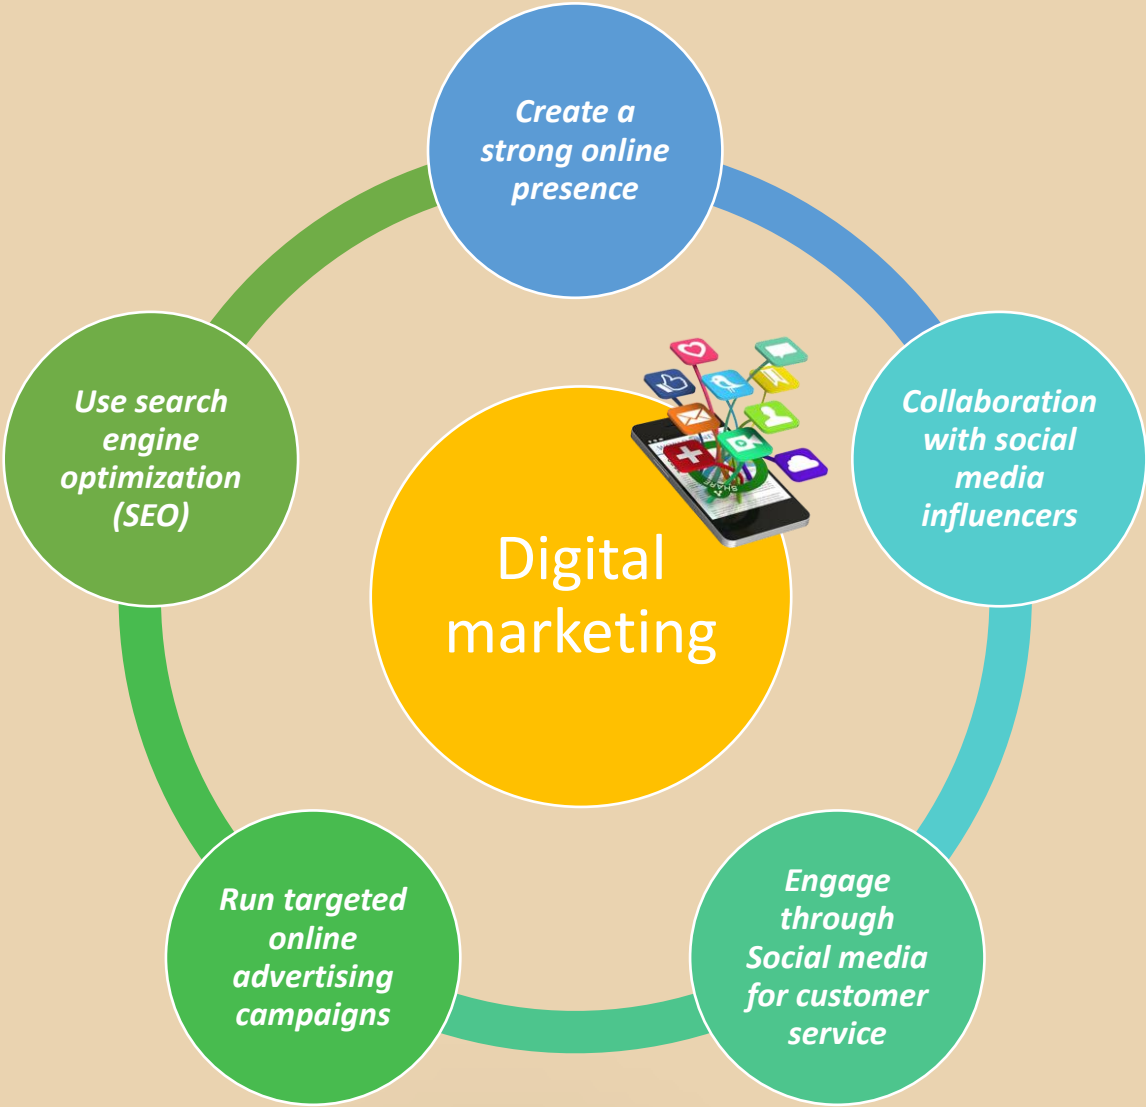 Create a
strong online
presence
Collaboration
with social
media
influencers
Engage
through
Social media
for customer
service
Run targeted
online
advertising
campaigns
Use search
engine
optimization
(SEO)
Digital
marketing
SHARE